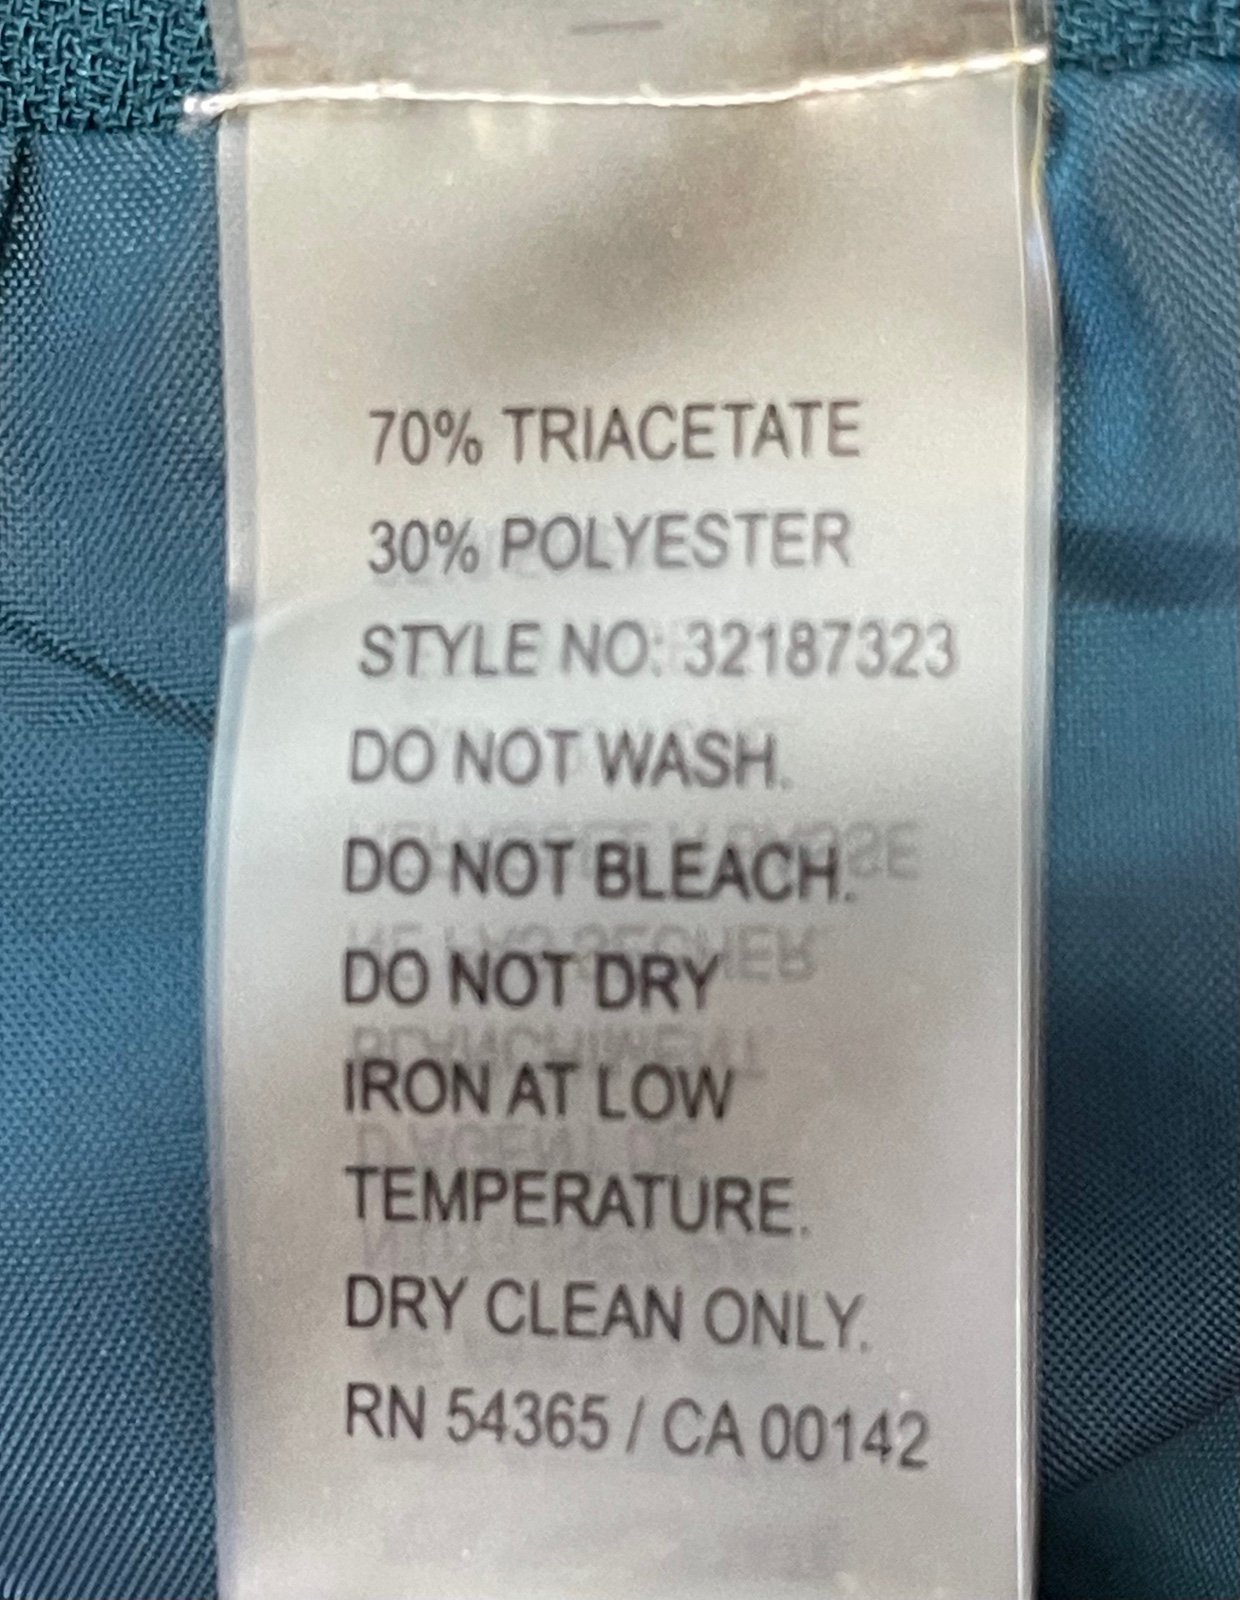 70% TRIACETATE
30% POLYESTER
STYLE NO: 32187323
DO NOT WASH.
DO NOT BLEACH.
DO NOT DRY
IRON AT LOW
TEMPERATURE.
DRY CLEAN ONLY.
RN 54365 / CA 00142